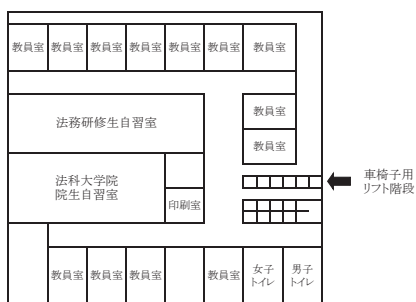 教員室 教員室 教員室 教員室 教員室 教員室 教員室
教員室
法務研修生自習室
教員室
車椅子用
リフト階段
法科大学院
院生自習室
印刷室
教員室 教員室 教員室 教員室
女子
トイレ
男子
トイレ